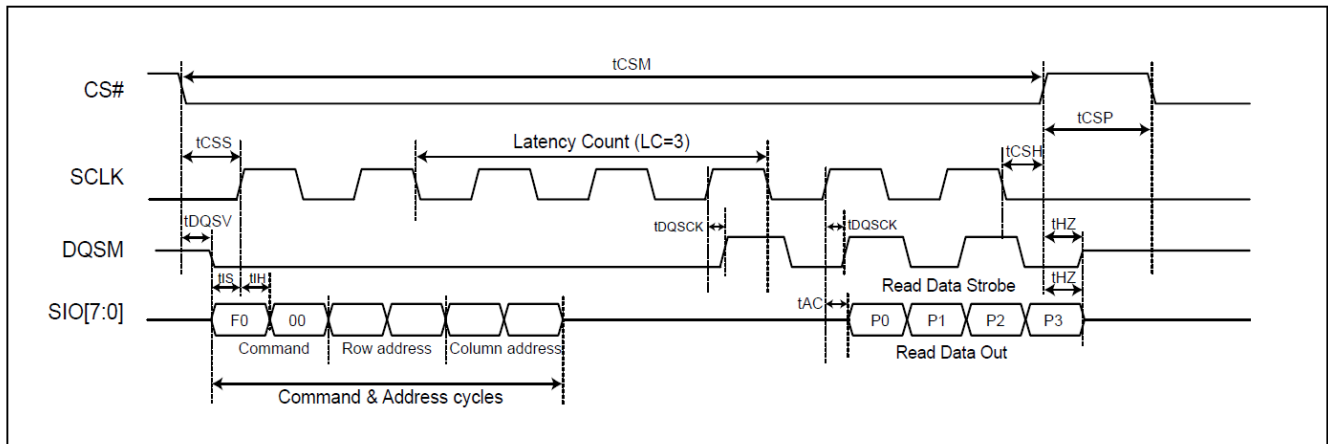 tCSM
CS#
tCSP
tCSS
Latency Count (LC=3)
tCSH
SCLK
tDQSV
tDQSCK
tDQSCK
tHZ
DQSM
tIS
tIH
Read Data Strobe
tHZ
tAC
SIO[7:0]
F0
00
P0
P1
P2
P3
Command
Row address
Column address
Read Data Out
Command & Address cycles